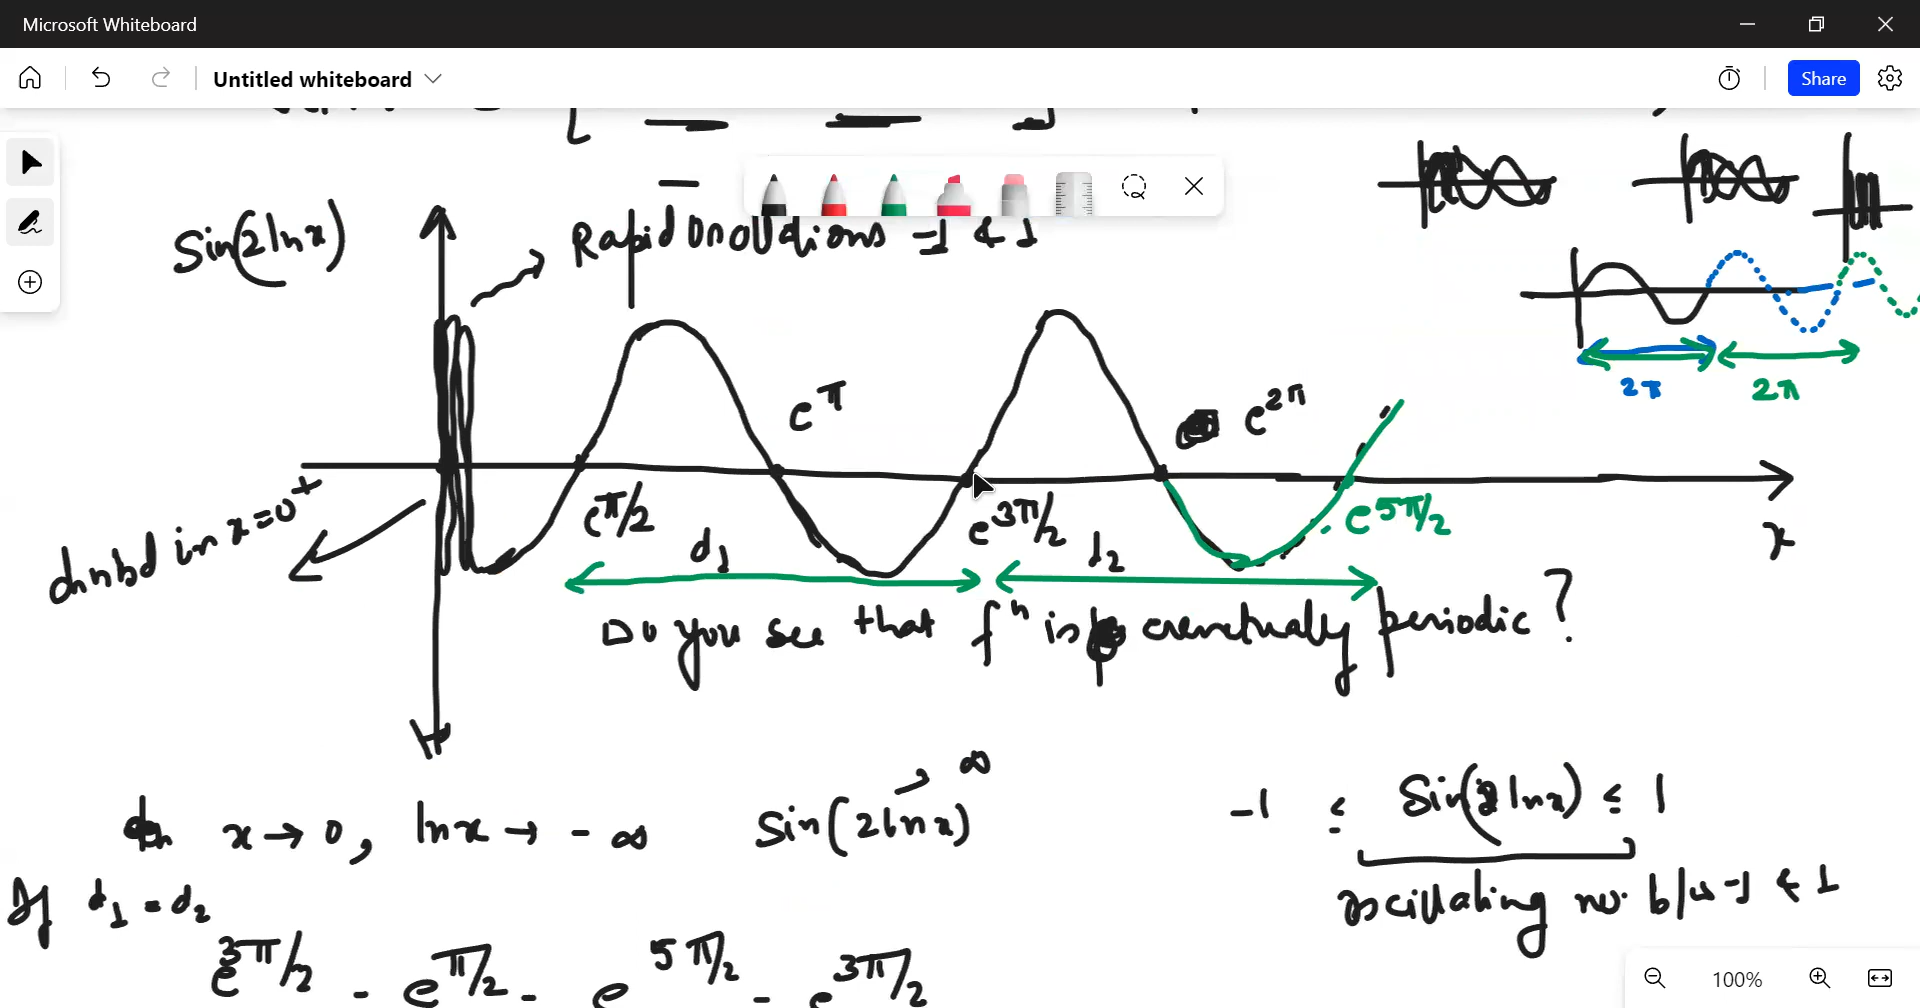 Microsoft Whiteboard
Untitled whiteboard
Share
Sin(2lnx)
Rapid -1 & 1
e^π
e^2π
2π 2π
in x=0^+
e^π/2
e^3π/2
e^5π/2
x
d1
d2
Do you see that f^n is eventually periodic?
x → 0, lnx → - ∞ Sin(2lnx) → ∞
-1 ≤ Sin(2lnx) ≤ 1
oscillating no. b/w -1 & 1
If d1 = d2
e^3π/2 - e^π/2 = e^5π/2 - e^3π/2
100%